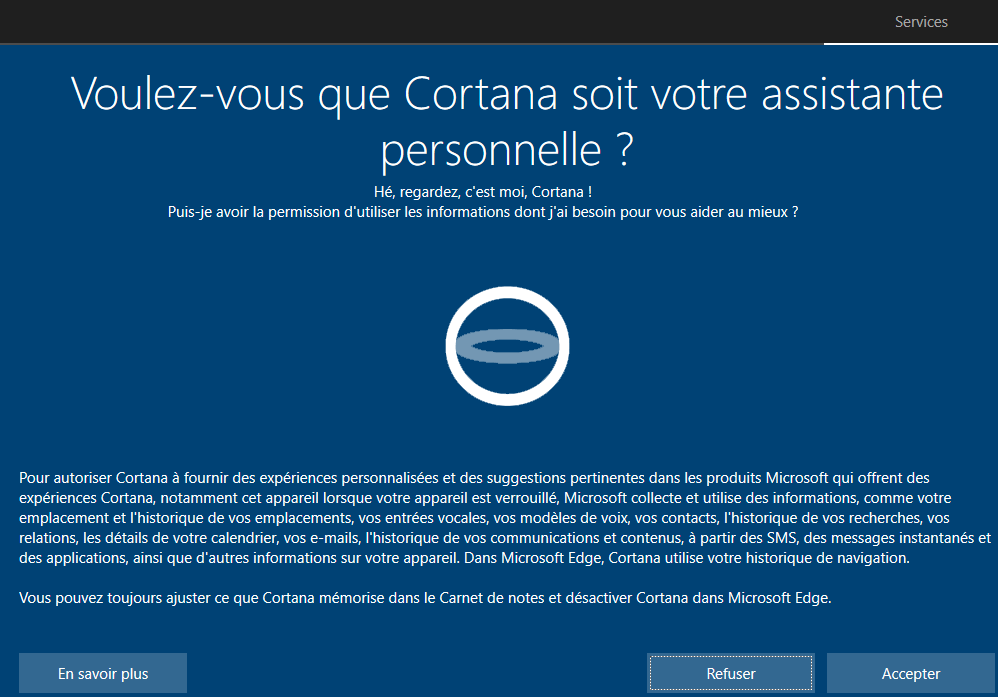 Services
Voulez-vous que Cortana soit votre assistante
personnelle ?
Hé, regardez, c'est moi, Cortana !
Puis-je avoir la permission d'utiliser les informations dont j'ai besoin pour vous aider au mieux ?
Pour autoriser Cortana à fournir des expériences personnalisées et des suggestions pertinentes dans les produits Microsoft qui offrent des
expériences Cortana, notamment cet appareil lorsque votre appareil est verrouillé, Microsoft collecte et utilise des informations, comme votre
emplacement et l'historique de vos emplacements, vos entrées vocales, vos modèles de voix, vos contacts, l'historique de vos recherches, vos
relations, les détails de votre calendrier, vos e-mails, l'historique de vos communications et contenus, à partir des SMS, des messages instantanés et
des applications, ainsi que d'autres informations sur votre appareil. Dans Microsoft Edge, Cortana utilise votre historique de navigation.
Vous pouvez toujours ajuster ce que Cortana mémorise dans le Carnet de notes et désactiver Cortana dans Microsoft Edge.
En savoir plus
Refuser
Accepter